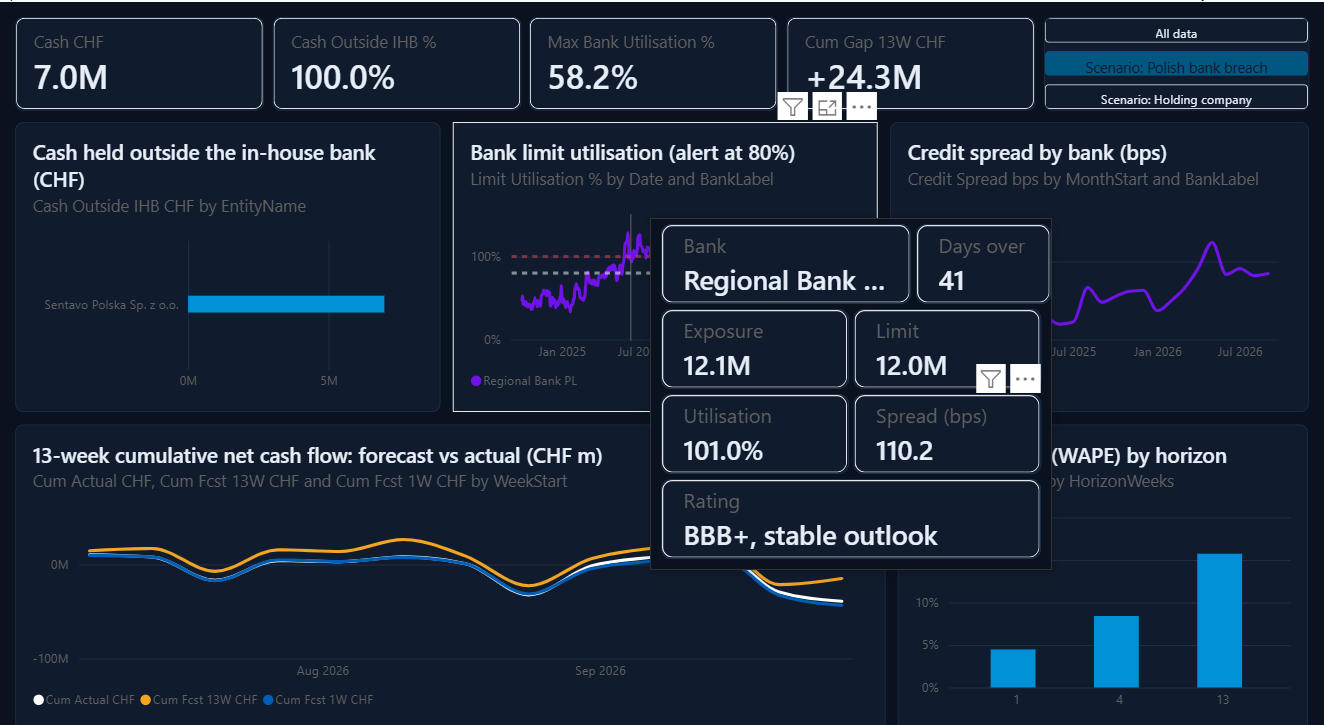 Cash CHF
7.0M
Cash Outside IHB %
100.0%
Max Bank Utilisation %
58.2%
Cum Gap 13W CHF
+24.3M
All data
Scenario: Polish bank breach
Scenario: Holding company
Cash held outside the in-house bank
(CHF)
Cash Outside IHB CHF by EntityName
Sentavo Polska Sp. z o.o.
0M
5M
Bank limit utilisation (alert at 80%)
Limit Utilisation % by Date and BankLabel
100%
0%
Jan 2025
Jul 20
Regional Bank PL
Credit spread by bank (bps)
Credit Spread bps by MonthStart and BankLabel
Jul 2025
Jan 2026
Jul 2026
Bank
Regional Bank ...
Days over
41
Exposure
12.1M
Limit
12.0M
Utilisation
101.0%
Spread (bps)
110.2
Rating
BBB+, stable outlook
13-week cumulative net cash flow: forecast vs actual (CHF m)
Cum Actual CHF, Cum Fcst 13W CHF and Cum Fcst 1W CHF by WeekStart
0M
-100M
Aug 2026
Sep 2026
Cum Actual CHF
Cum Fcst 13W CHF
Cum Fcst 1W CHF
(WAPE) by horizon
by HorizonWeeks
10%
5%
0%
1
4
13